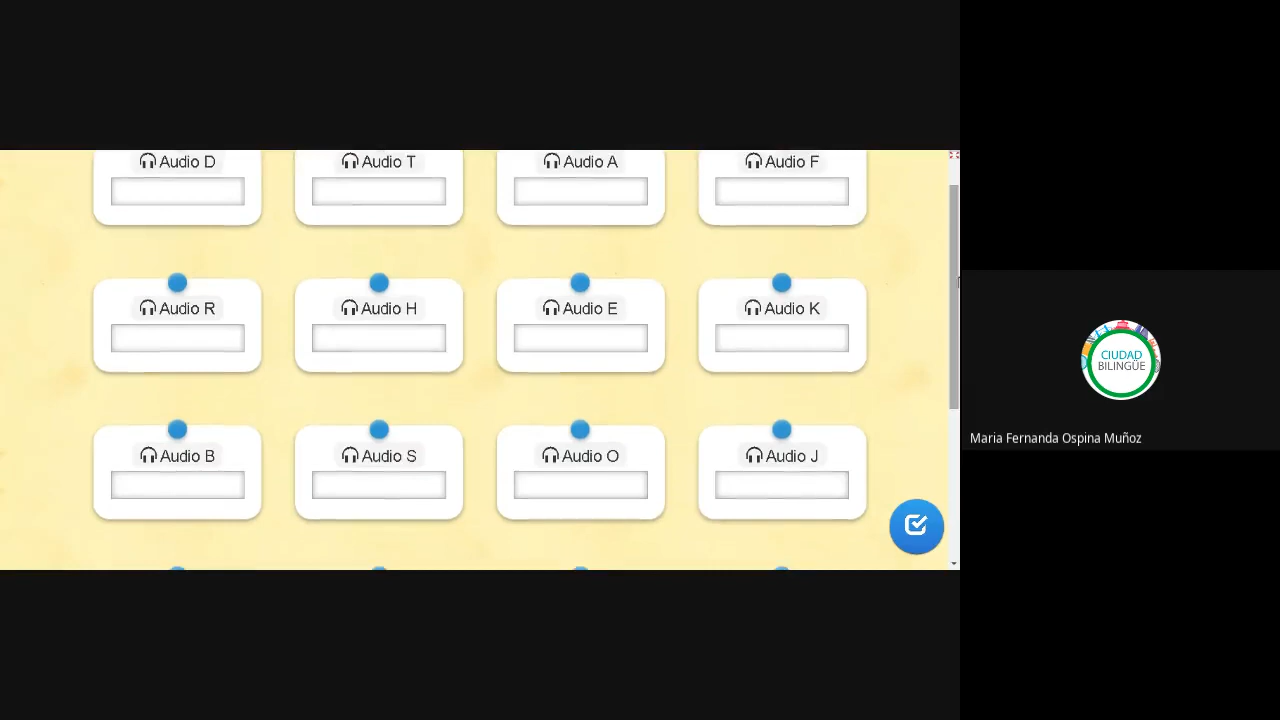 Audio D Audio T Audio A Audio F
Audio R Audio H Audio E Audio K
Audio B Audio S Audio O Audio J
CIUDAD
BILINGÜE
Maria Fernanda Ospina Muñoz